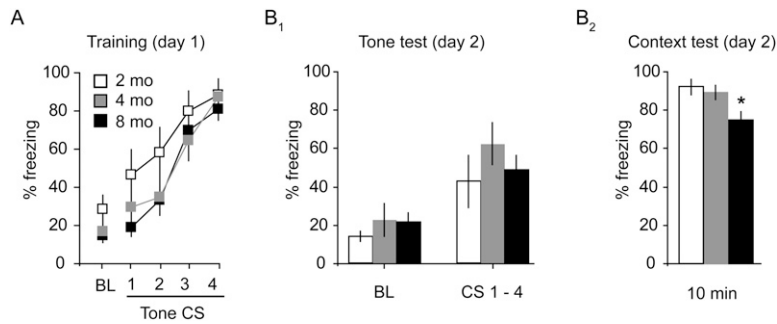 A
Training (day 1)
% freezing
100
80
60
40
20
0
2 mo
4 mo
8 mo
BL 1 2 3 4
Tone CS
B1
Tone test (day 2)
% freezing
100
80
60
40
20
0
BL CS 1 - 4
B2
Context test (day 2)
% freezing
100
80
60
40
20
0
*
10 min